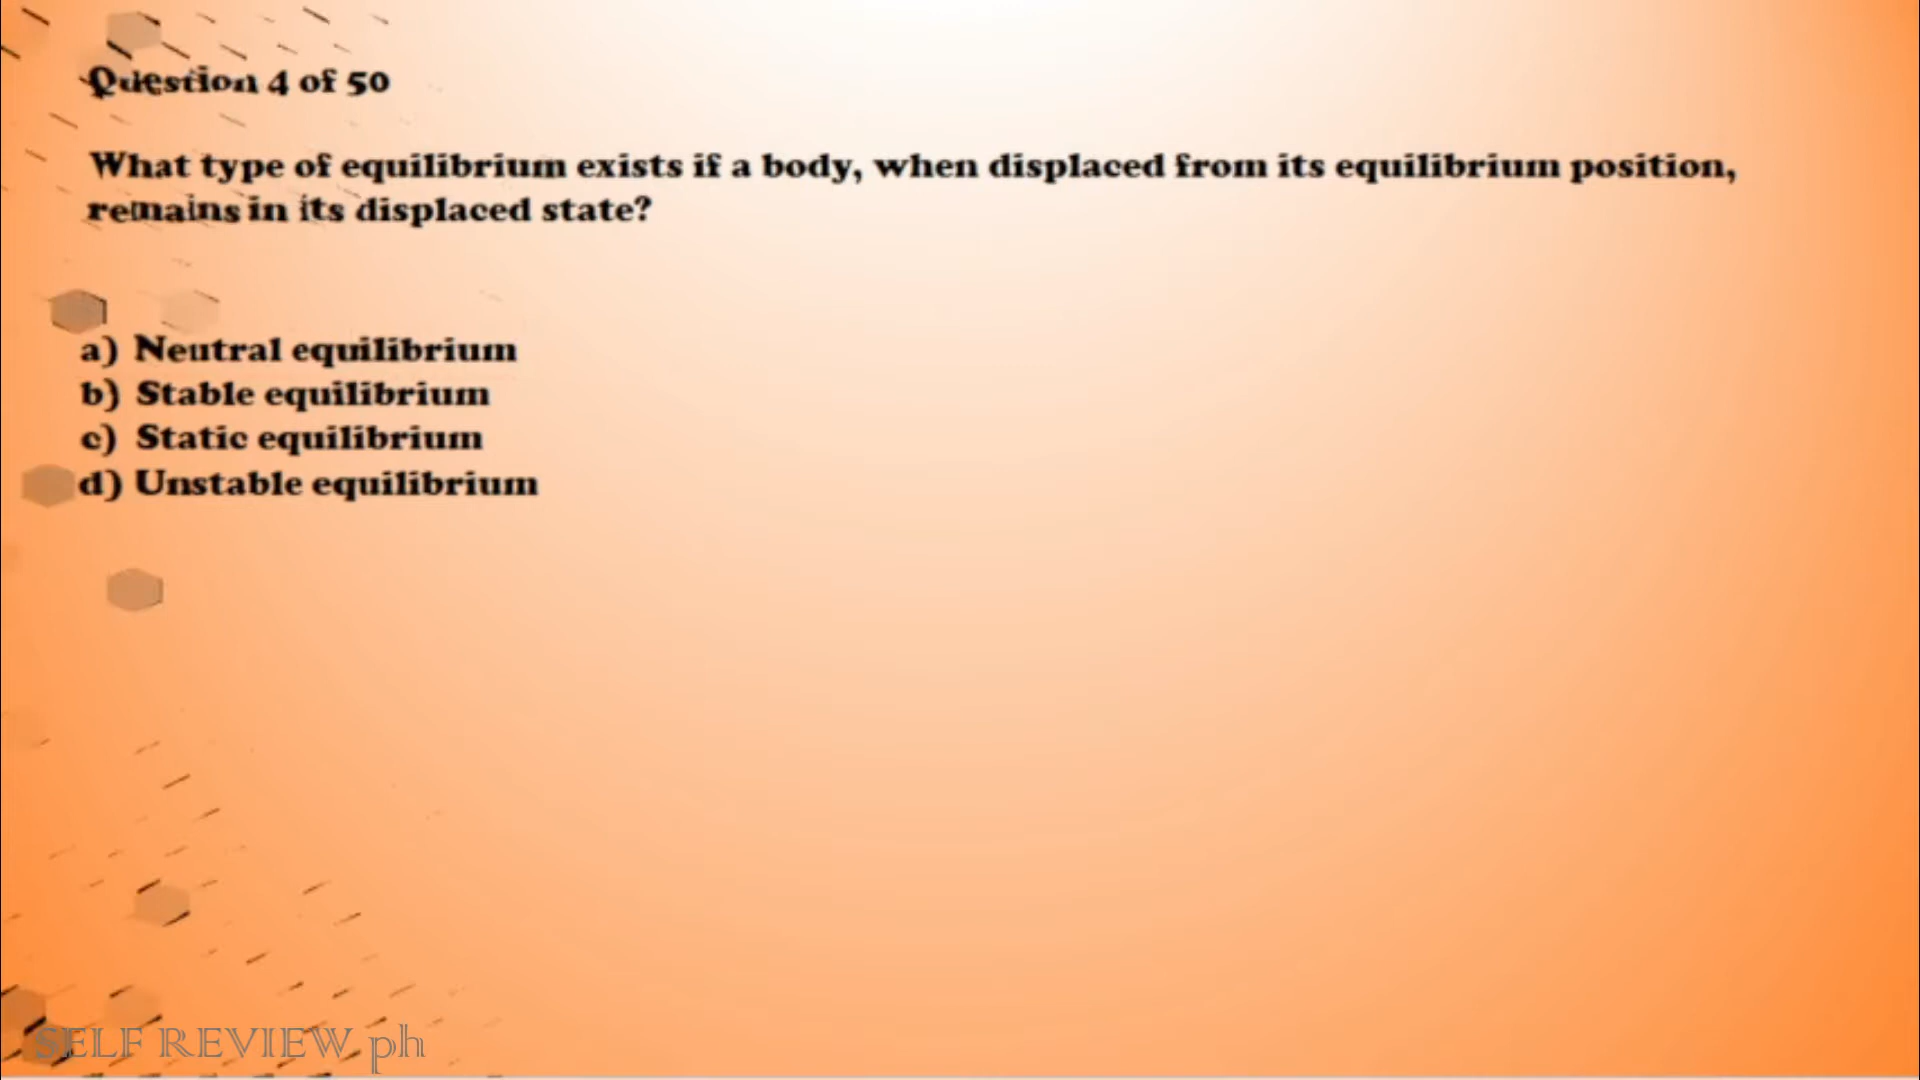 Question 4 of 50
What type of equilibrium exists if a body, when displaced from its equilibrium position,
remains in its displaced state?
a) Neutral equilibrium
b) Stable equilibrium
c) Static equilibrium
d) Unstable equilibrium
SELF REVIEW ph